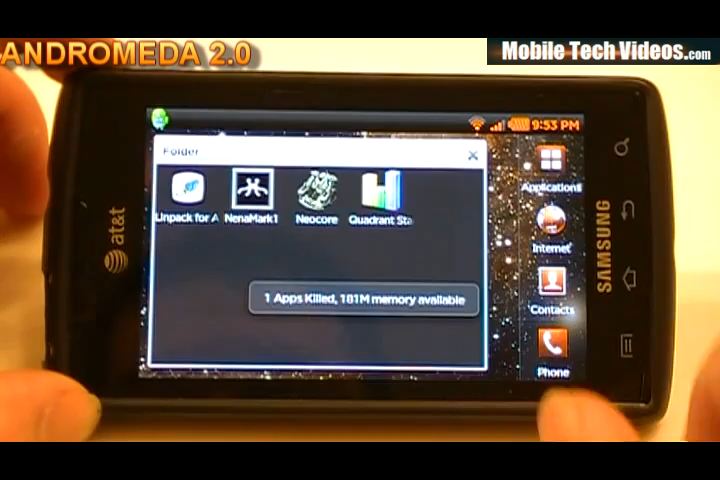 ANDROMEDA 2.0
Mobile Tech Videos.com
9:53 PM
Folder
Applications
Linpack for A
NenaMark1
Neocore
Quadrant Sta
Internet
1 Apps Killed, 181M memory available
Contacts
Phone
at&t
SAMSUNG